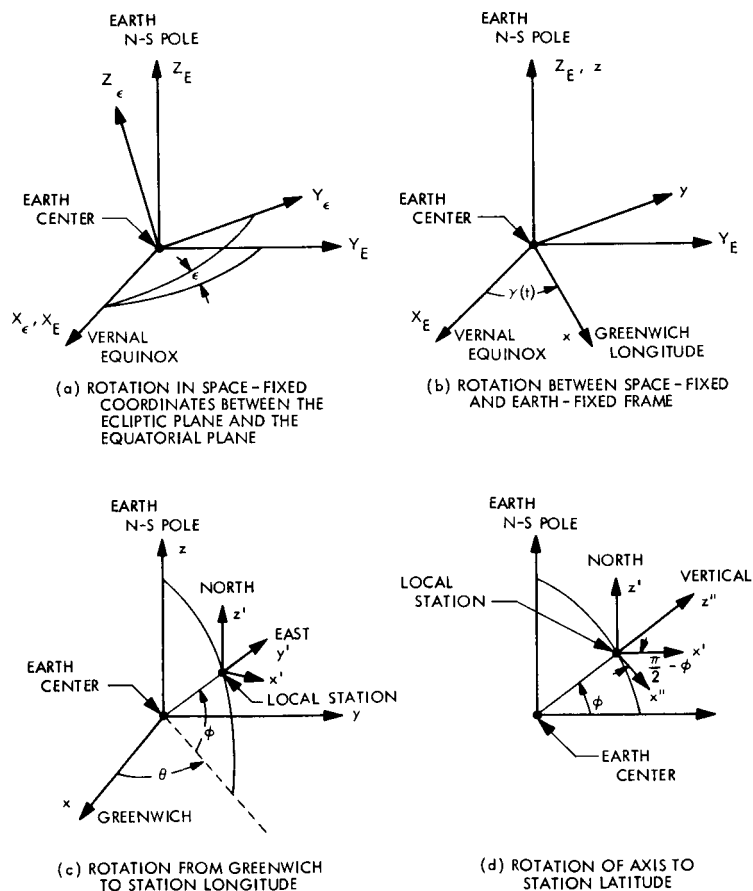 EARTH
N-S POLE
Z_E
Z_ϵ
EARTH
CENTER
Y_ϵ
Y_E
ϵ
X_ϵ, X_E
VERNAL
EQUINOX
(a) ROTATION IN SPACE-FIXED
COORDINATES BETWEEN THE
ECLIPTIC PLANE AND THE
EQUATORIAL PLANE
EARTH
N-S POLE
Z_E, z
EARTH
CENTER
y
Y_E
γ(t)
X_E
VERNAL
EQUINOX
x
GREENWICH
LONGITUDE
(b) ROTATION BETWEEN SPACE-FIXED
AND EARTH-FIXED FRAME
EARTH
N-S POLE
z
NORTH
z'
EAST
y'
x'
EARTH
CENTER
LOCAL STATION
y
ϕ
θ
x
GREENWICH
(c) ROTATION FROM GREENWICH
TO STATION LONGITUDE
EARTH
N-S POLE
NORTH
z'
VERTICAL
z"
LOCAL
STATION
x'
π/2 - ϕ
x"
ϕ
EARTH
CENTER
(d) ROTATION OF AXIS TO
STATION LATITUDE